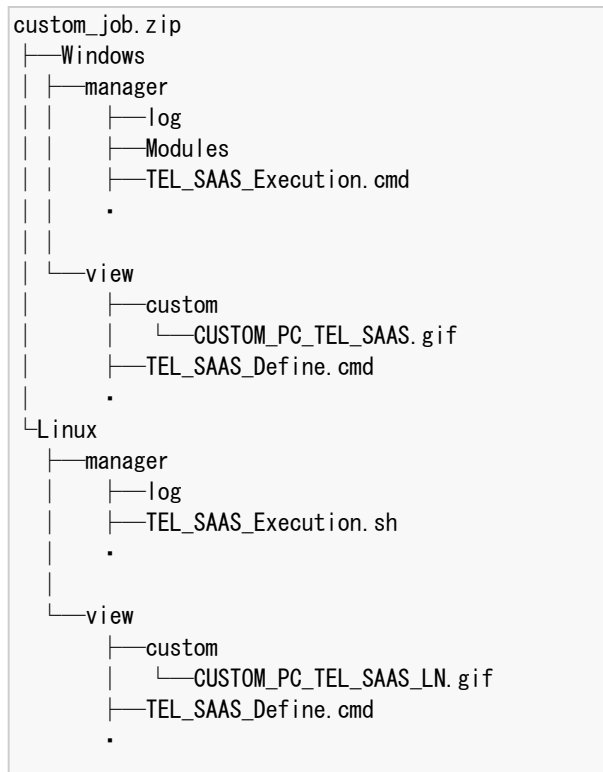 custom_job.zip
├──Windows
│ ├──manager
│ │   ├──log
│ │   ├──Modules
│ │   ├──TEL_SAAS_Execution.cmd
│ │   ▪
│ │
│ └──view
│     ├──custom
│     │  └──CUSTOM_PC_TEL_SAAS.gif
│     ├──TEL_SAAS_Define.cmd
│     ▪
└Linux
  ├──manager
  │   ├──log
  │   ├──TEL_SAAS_Execution.sh
  │   ▪
  │
  └──view
      ├──custom
      │  └──CUSTOM_PC_TEL_SAAS_LN.gif
      ├──TEL_SAAS_Define.cmd
      ▪